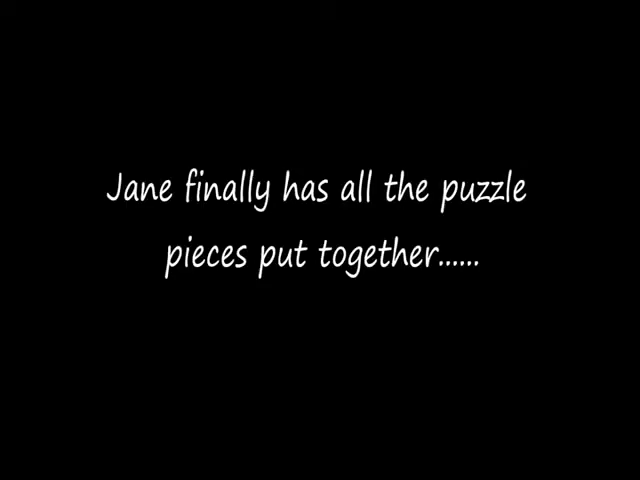 Jane finally has all the puzzle
pieces put together......